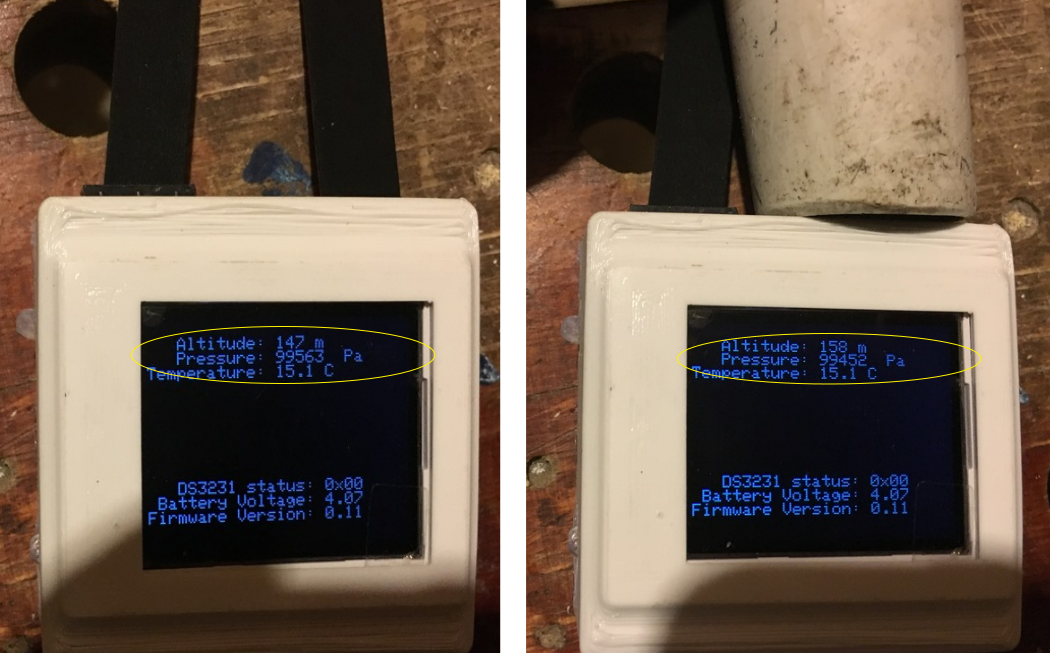 Altitude: 147 m
Pressure: 99563 Pa
Temperature: 15.1 C
DS3231 status: 0x00
Battery Voltage: 4.07
Firmware Version: 0.11
Altitude: 158 m
Pressure: 99452 Pa
Temperature: 15.1 C
DS3231 status: 0x00
Battery Voltage: 4.07
Firmware Version: 0.11